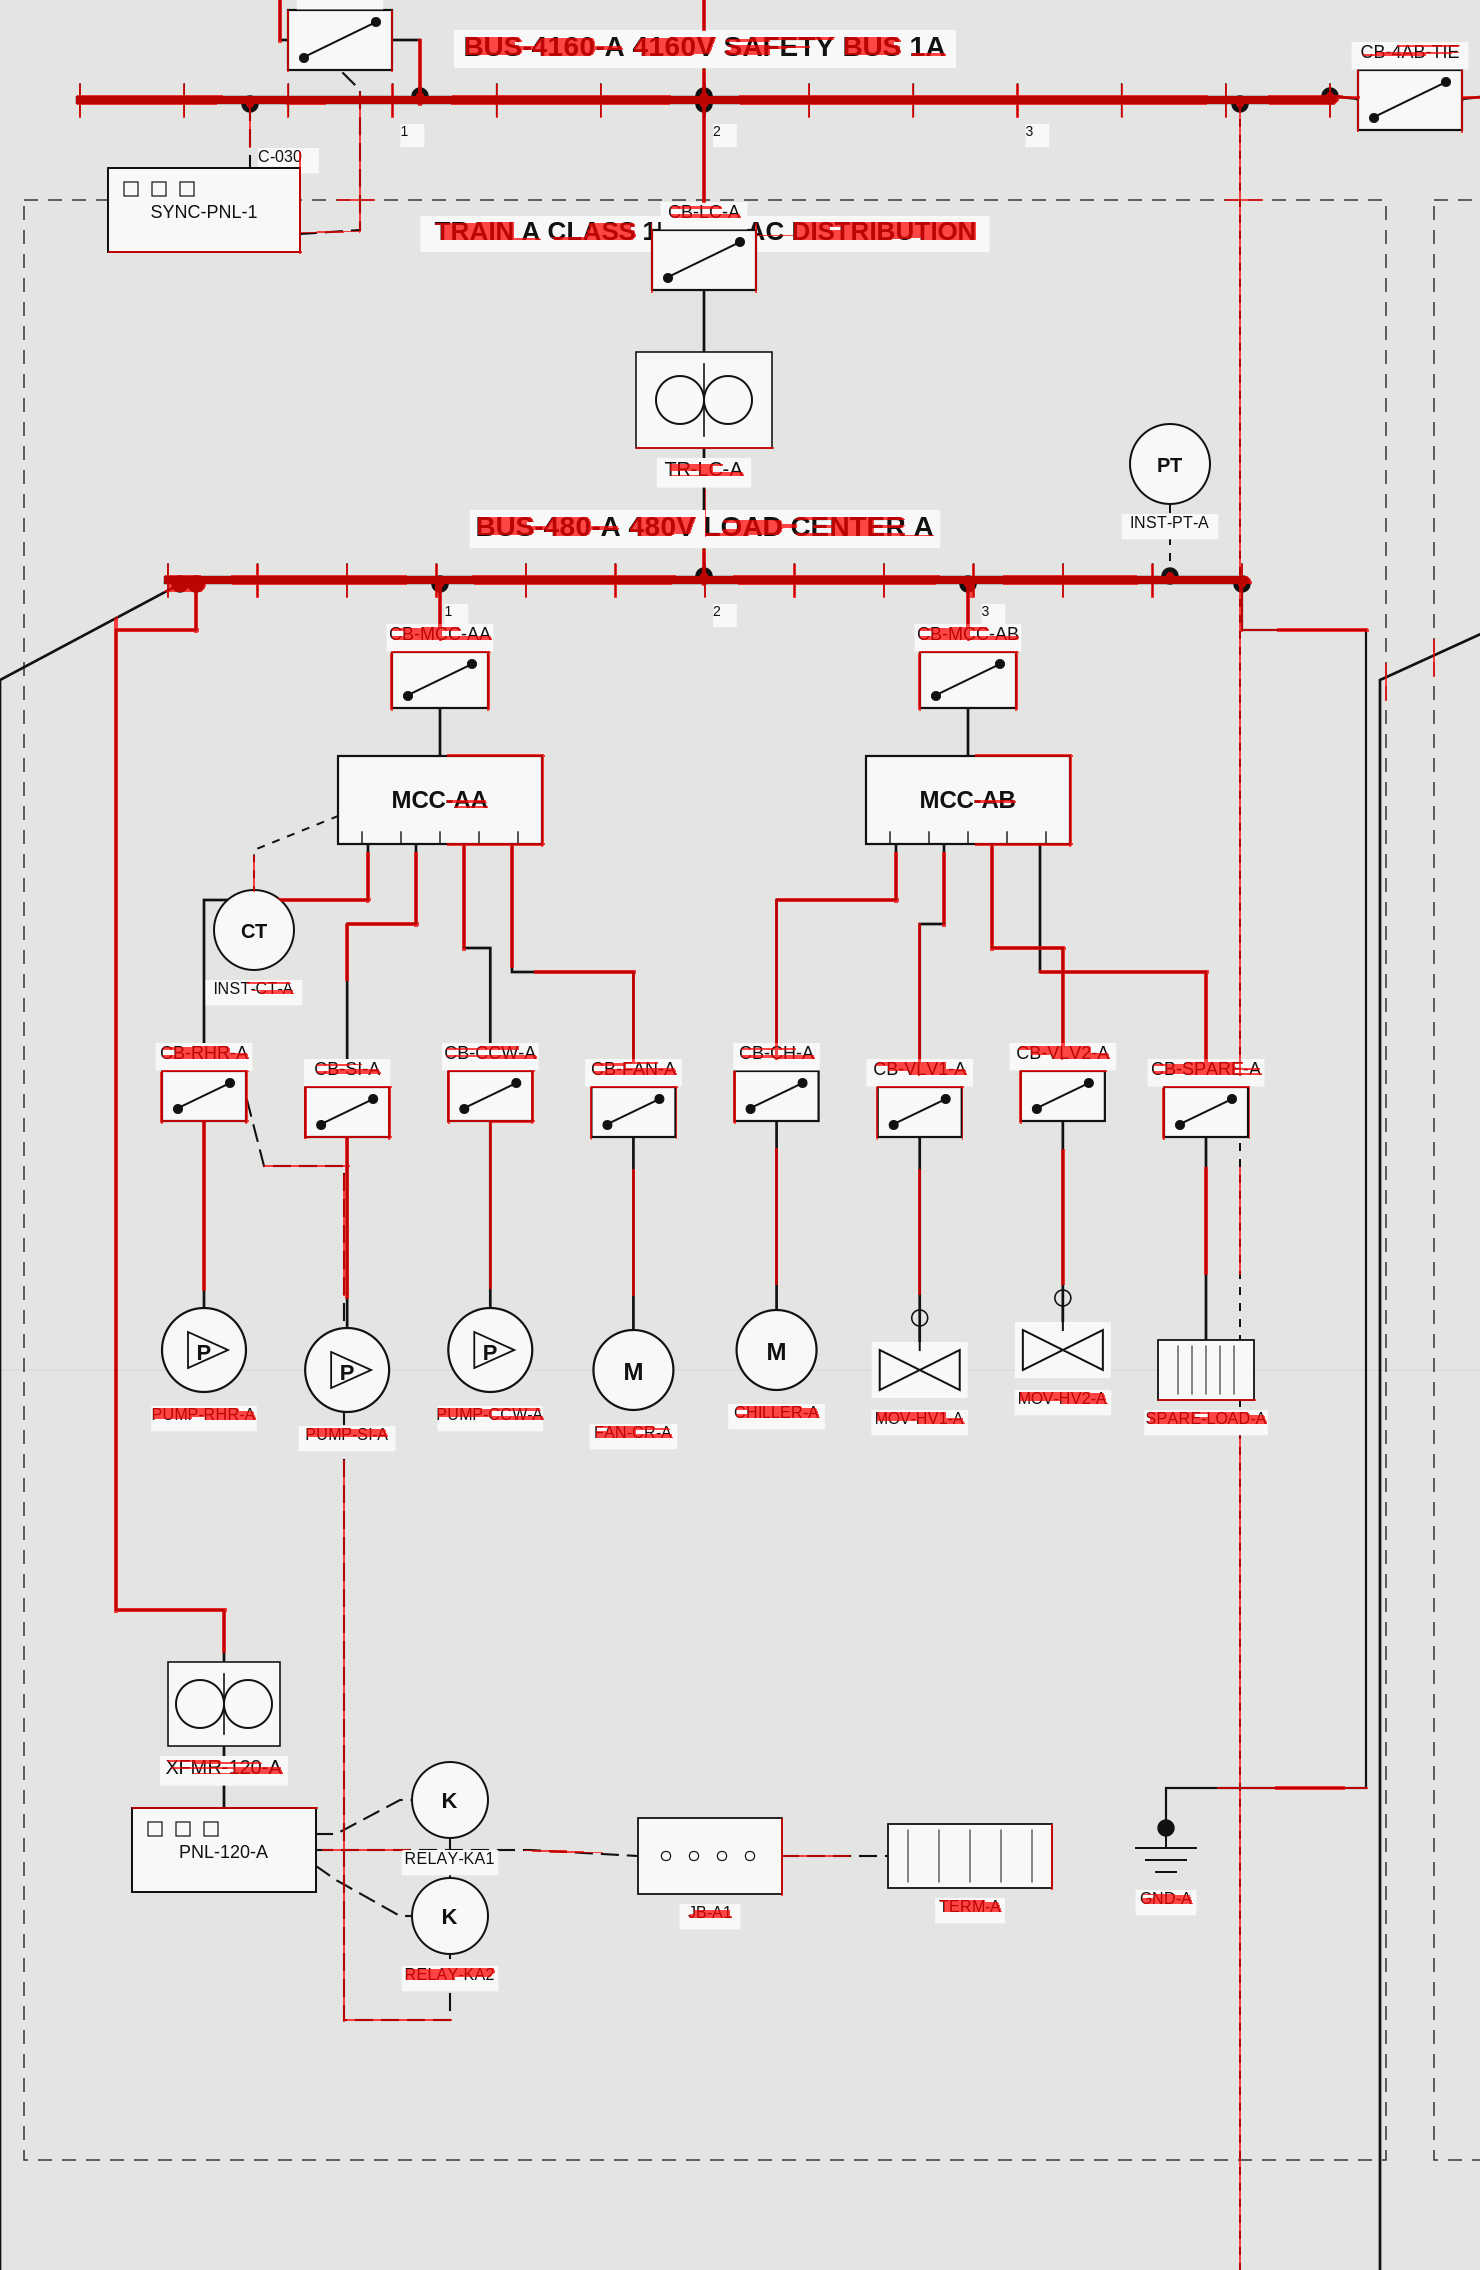 BUS-4160-A 4160V SAFETY BUS 1A
CB-4AB-TIE
1
2
3
C-030
SYNC-PNL-1
CB-LC-A
TRAIN A CLASS AC DISTRIBUTION
TR-LC-A
PT
INST-PT-A
BUS-480-A 480V LOAD CENTER A
1
2
3
CB-MCC-AA
CB-MCC-AB
MCC-AA
MCC-AB
CT
INST-CT-A
CB-RHR-A
CB-SI-A
CB-CCW-A
CB-FAN-A
CB-CH-A
CB-VLV1-A
CB-VLV2-A
CB-SPARE-A
P
P
P
M
M
PUMP-RHR-A
PUMP-SI-A
PUMP-CCW-A
FAN-CR-A
CHILLER-A
MOV-HV1-A
MOV-HV2-A
SPARE-LOAD-A
XFMR-120-A
PNL-120-A
K
RELAY-KA1
K
RELAY-KA2
JB-A1
TERM-A
GND-A